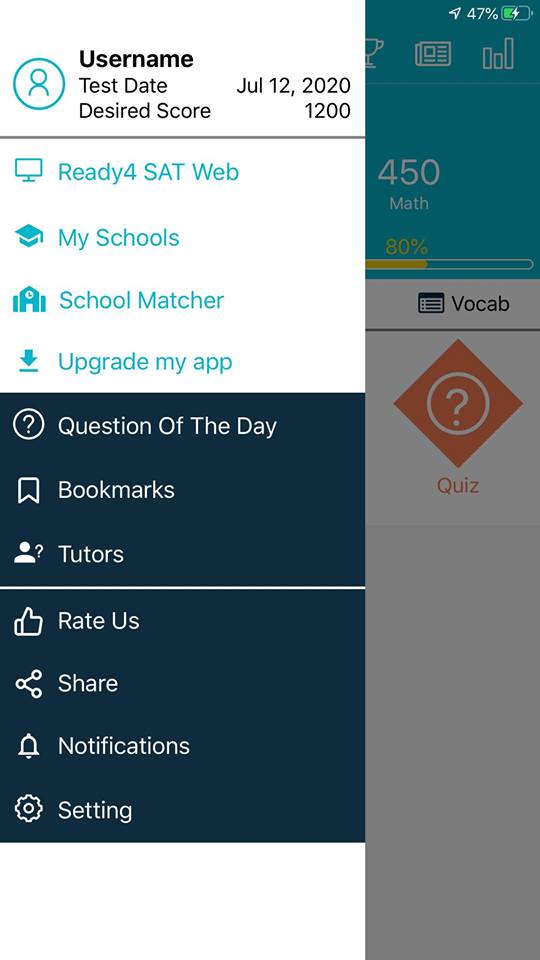 47%
Username
Test Date Jul 12, 2020
Desired Score 1200
Ready4 SAT Web
My Schools
School Matcher
Upgrade my app
Question Of The Day
Bookmarks
Tutors
Rate Us
Share
Notifications
Setting
450
Math
80%
Vocab
Quiz